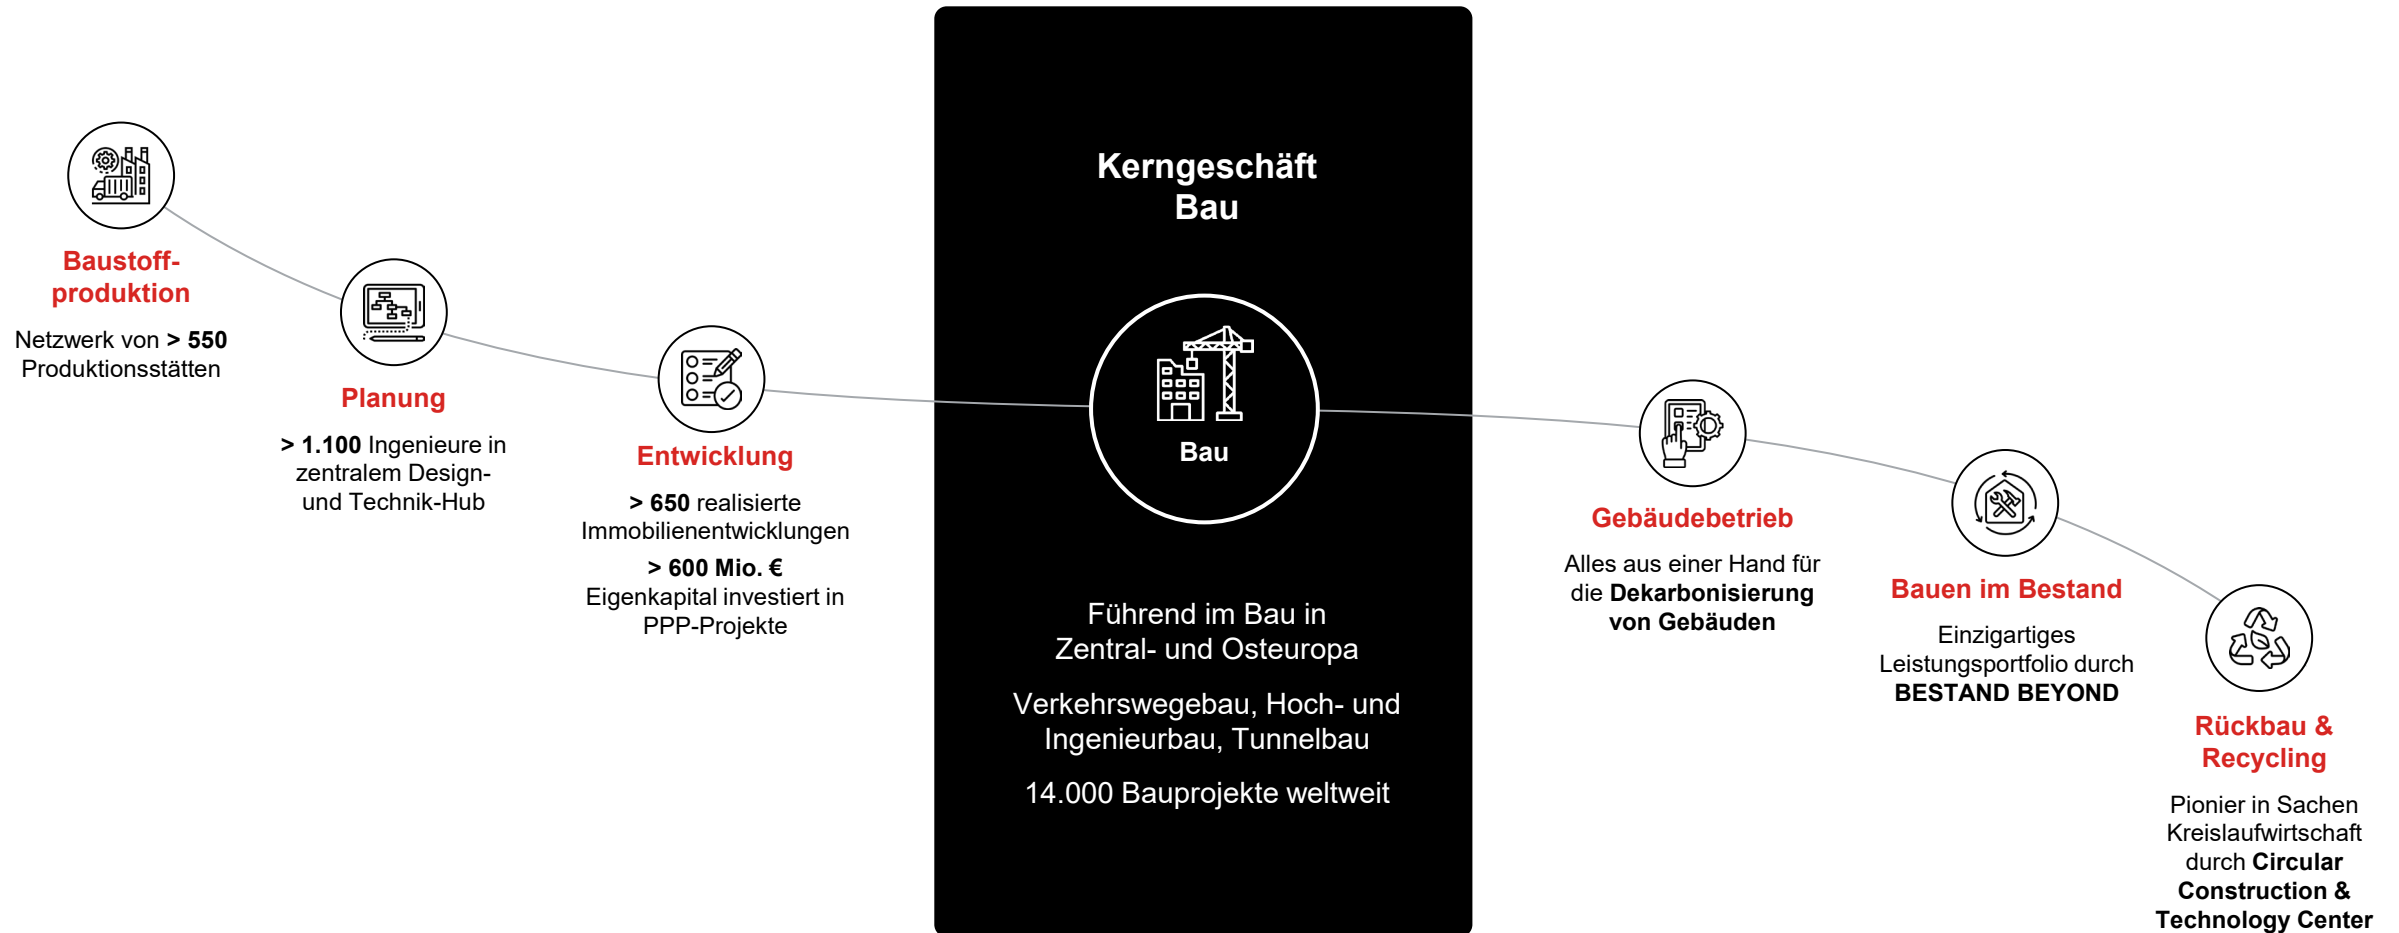 Baustoff-
produktion
Netzwerk von > 550
Produktionsstätten
Planung
> 1.100 Ingenieure in
zentralem Design-
und Technik-Hub
Entwicklung
> 650 realisierte
Immobilienentwicklungen
> 600 Mio. €
Eigenkapital investiert in
PPP-Projekte
Kerngeschäft
Bau
Bau
Führend im Bau in
Zentral- und Osteuropa
Verkehrswegebau, Hoch- und
Ingenieurbau, Tunnelbau
14.000 Bauprojekte weltweit
Gebäudebetrieb
Alles aus einer Hand für
die Dekarbonisierung
von Gebäuden
Bauen im Bestand
Einzigartiges
Leistungsportfolio durch
BESTAND BEYOND
Rückbau &
Recycling
Pionier in Sachen
Kreislaufwirtschaft
durch Circular
Construction &
Technology Center